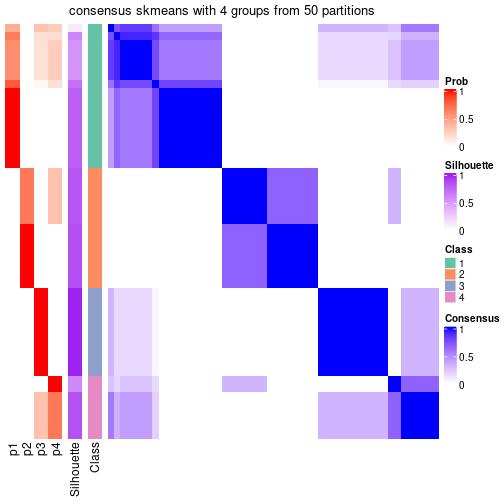 consensus skmeans with 4 groups from 50 partitions
Prob
1
0.5
0
Silhouette
1
0.5
0
Class
1
2
3
4
Consensus
1
0.5
0
p1
p2
p3
p4
Silhouette
Class